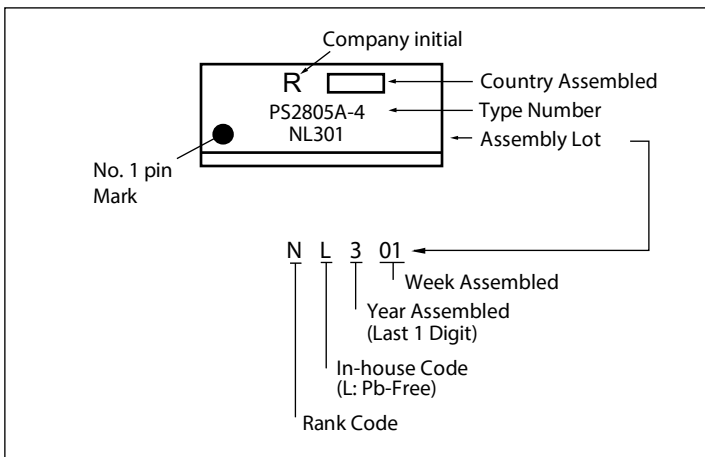 Company initial
R
Country Assembled
PS2805A-4
Type Number
NL301
Assembly Lot
No. 1 pin
Mark
N L 3 01
Week Assembled
Year Assembled
(Last 1 Digit)
In-house Code
(L: Pb-Free)
Rank Code